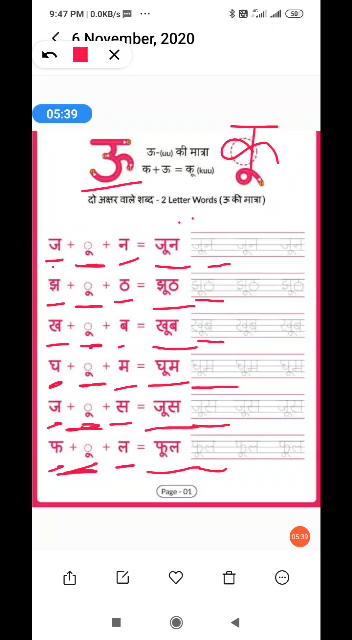 9:47 PM | 0.0KB/s ··· 50
6 November, 2020
05:39
ऊ ऊ-(uu) की मात्रा कू
क + ऊ = कू (kuu)
दो अक्षर वाले शब्द - 2 Letter Words (ऊ की मात्रा)
ज + ू + न = जून जून जून जून
झ + ू + ठ = झूठ झूठ झूठ झूठ
ख + ू + ब = खूब खूब खूब खूब
घ + ू + म = घूम घूम घूम घूम
ज + ू + स = जूस जूस जूस जूस
फ + ू + ल = फूल फूल फूल फूल
Page - 01
05:39